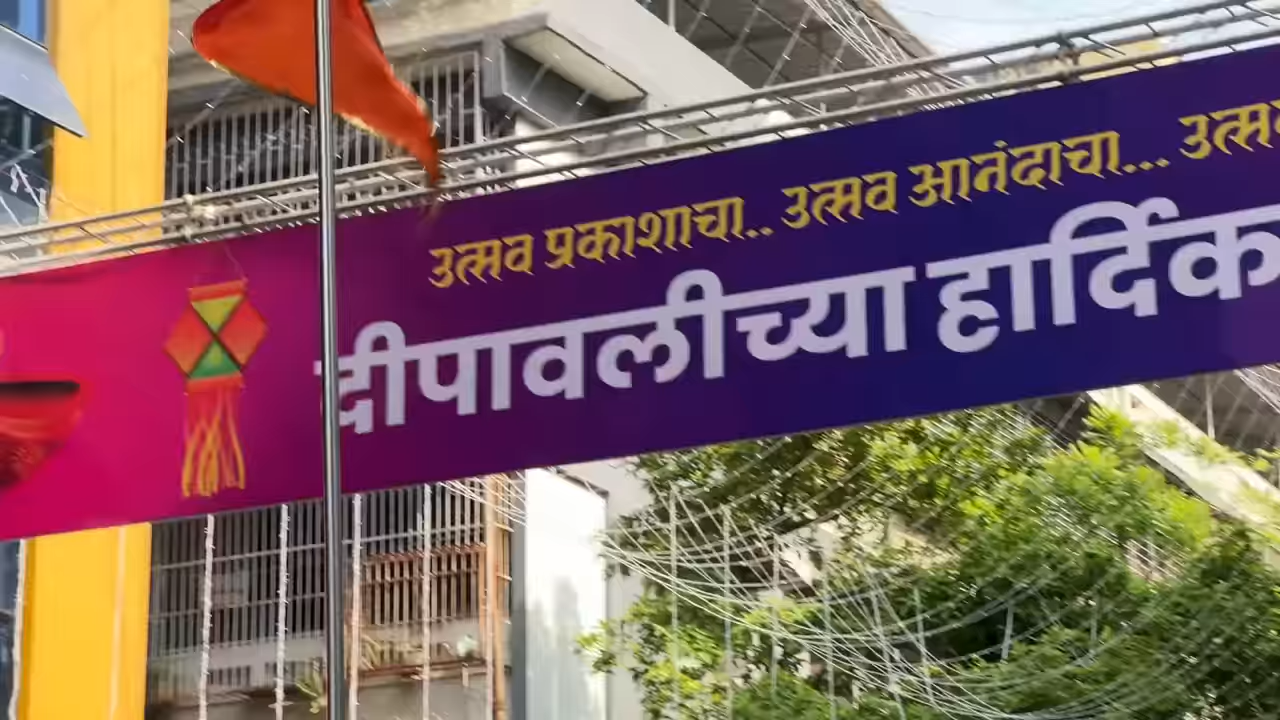 उत्सव प्रकाशाचा.. उत्सव आनंदाचा...
दीपावलीच्या हार्दिक